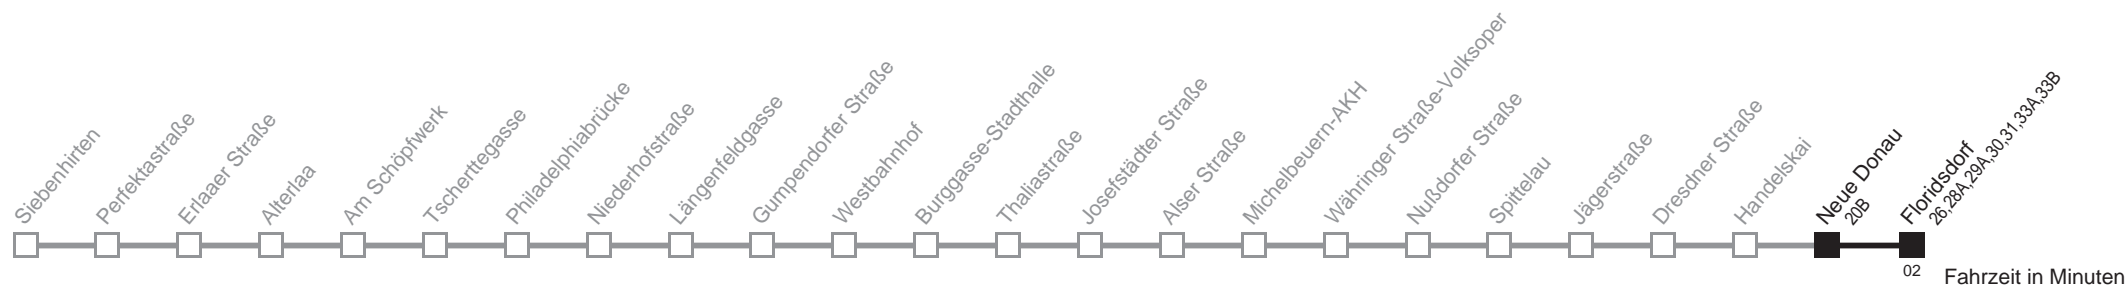 Siebenhirten
Perfektastraße
Erlaaer Straße
Alterlaa
Am Schöpfwerk
Tscherttegasse
Philadelphiabrücke
Niederhofstraße
Längenfeldgasse
Gumpendorfer Straße
Westbahnhof
Burggasse-Stadthalle
Thaliastraße
Josefstädter Straße
Alser Straße
Michelbeuern-AKH
Währinger Straße-Volksoper
Nußdorfer Straße
Spittelau
Jägerstraße
Dresdner Straße
Handelskai
Neue Donau
20B
Floridsdorf
26,28A,29A,30,31,33A,33B
02
Fahrzeit in Minuten